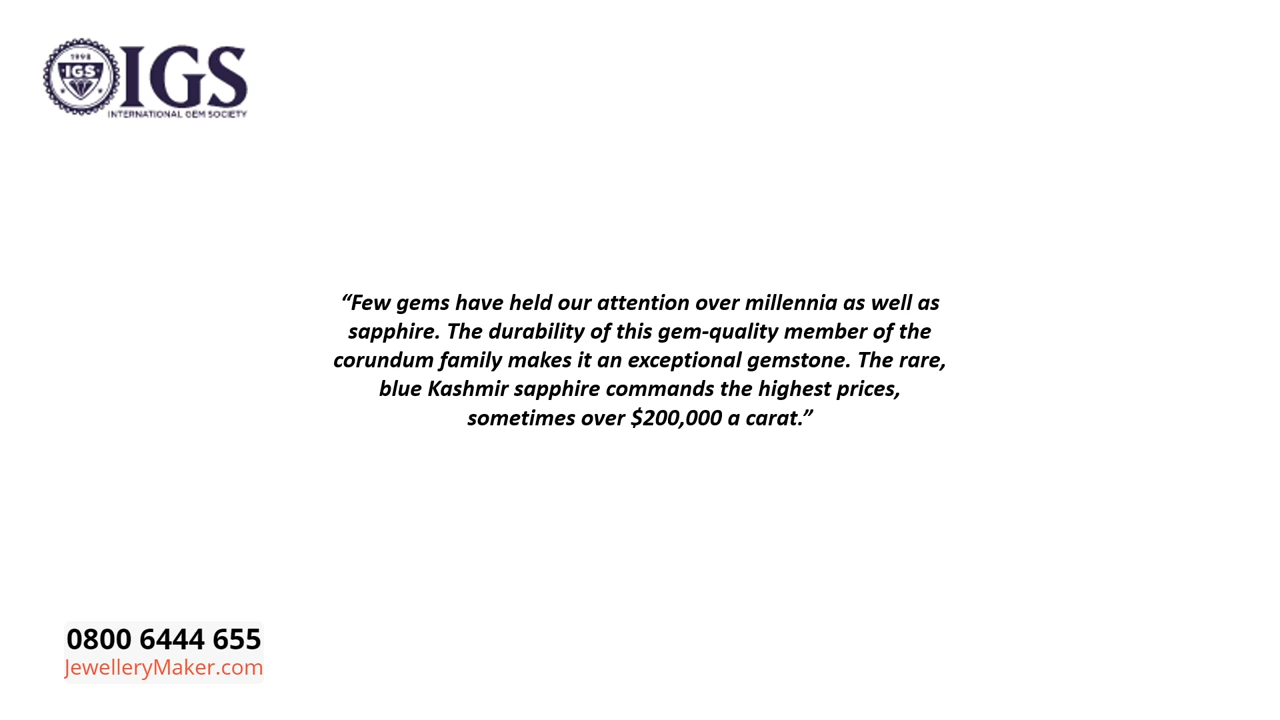 1998
IGS
IGS
INTERNATIONAL GEM SOCIETY
“Few gems have held our attention over millennia as well as
sapphire. The durability of this gem-quality member of the
corundum family makes it an exceptional gemstone. The rare,
blue Kashmir sapphire commands the highest prices,
sometimes over $200,000 a carat.”
0800 6444 655
JewelleryMaker.com